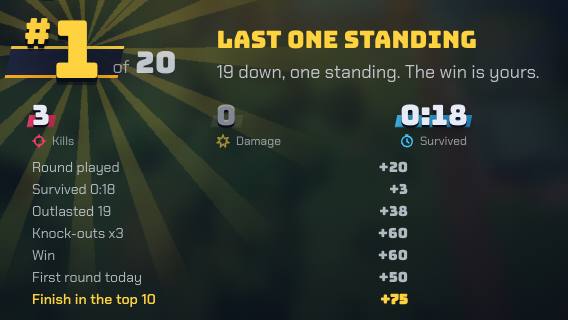 #1 of 20
LAST ONE STANDING
19 down, one standing. The win is yours.
3
Kills
0
Damage
0:18
Survived
Round played +20
Survived 0:18 +3
Outlasted 19 +38
Knock-outs x3 +60
Win +60
First round today +50
Finish in the top 10 +75